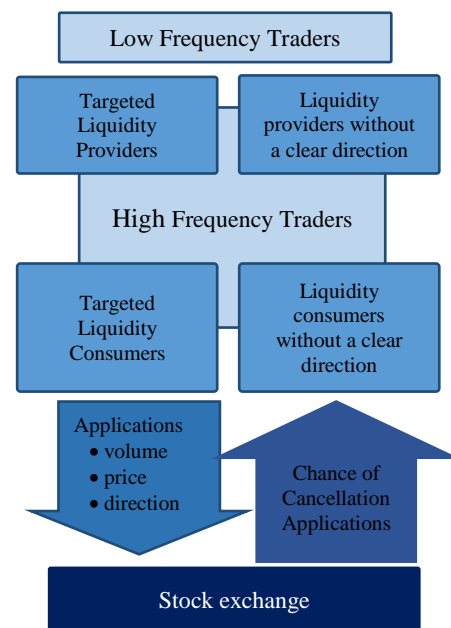 Low Frequency Traders
Targeted
Liquidity
Providers
Liquidity
providers without
a clear direction
High Frequency Traders
Targeted
Liquidity
Consumers
Liquidity
consumers
without a clear
direction
Applications
• volume
• price
• direction
Chance of
Cancellation
Applications
Stock exchange